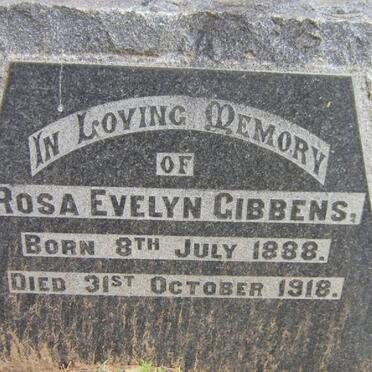 In Loving Memory
of
Rosa Evelyn Gibbens,
Born 8th July 1888.
Died 31st October 1918.